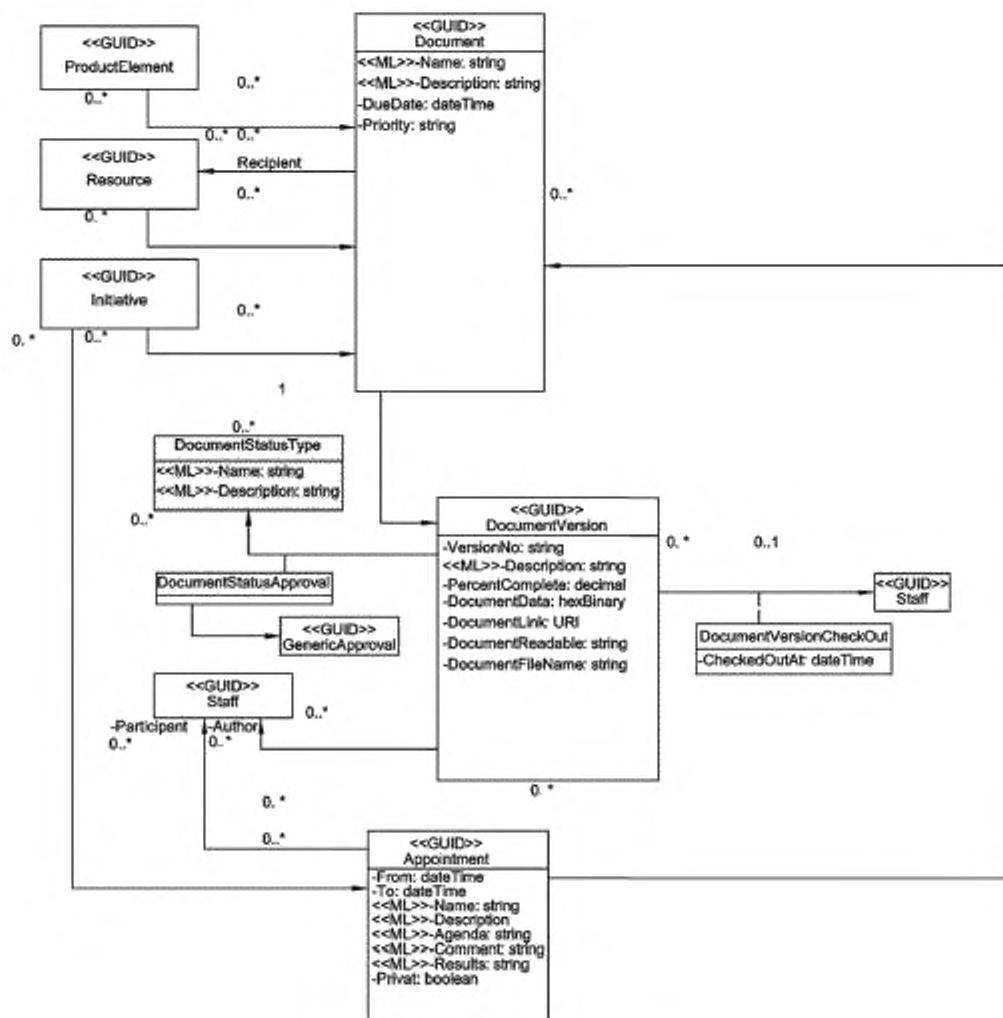 <<GUID>>
ProductElement
0..*
0..*
0..* 0..*
<<GUID>>
Document
<<ML>>-Name: string
<<ML>>-Description: string
-DueDate: dateTime
-Priority: string
<<GUID>>
Resource
0. *
Recipient
0..*
0..*
<<GUID>>
Initiative
0. *
0..*
0..*
1
0..*
DocumentStatusType
<<ML>>-Name: string
<<ML>>-Description: string
0..*
DocumentStatusApproval
<<GUID>>
GenericApproval
<<GUID>>
DocumentVersion
-VersionNo: string
<<ML>>-Description: string
-PercentComplete: decimal
-DocumentData: hexBinary
-DocumentLink: URI
-DocumentReadable: string
-DocumentFileName: string
0. *
0..1
<<GUID>>
Staff
DocumentVersionCheckOut
-CheckedOutAt: dateTime
<<GUID>>
Staff
-Participant
-Author
0..*
0..*
0..*
0. *
0. *
0..*
<<GUID>>
Appointment
-From: dateTime
-To: dateTime
<<ML>>-Name: string
<<ML>>-Description
<<ML>>-Agenda: string
<<ML>>-Comment: string
<<ML>>-Results: string
-Privat: boolean